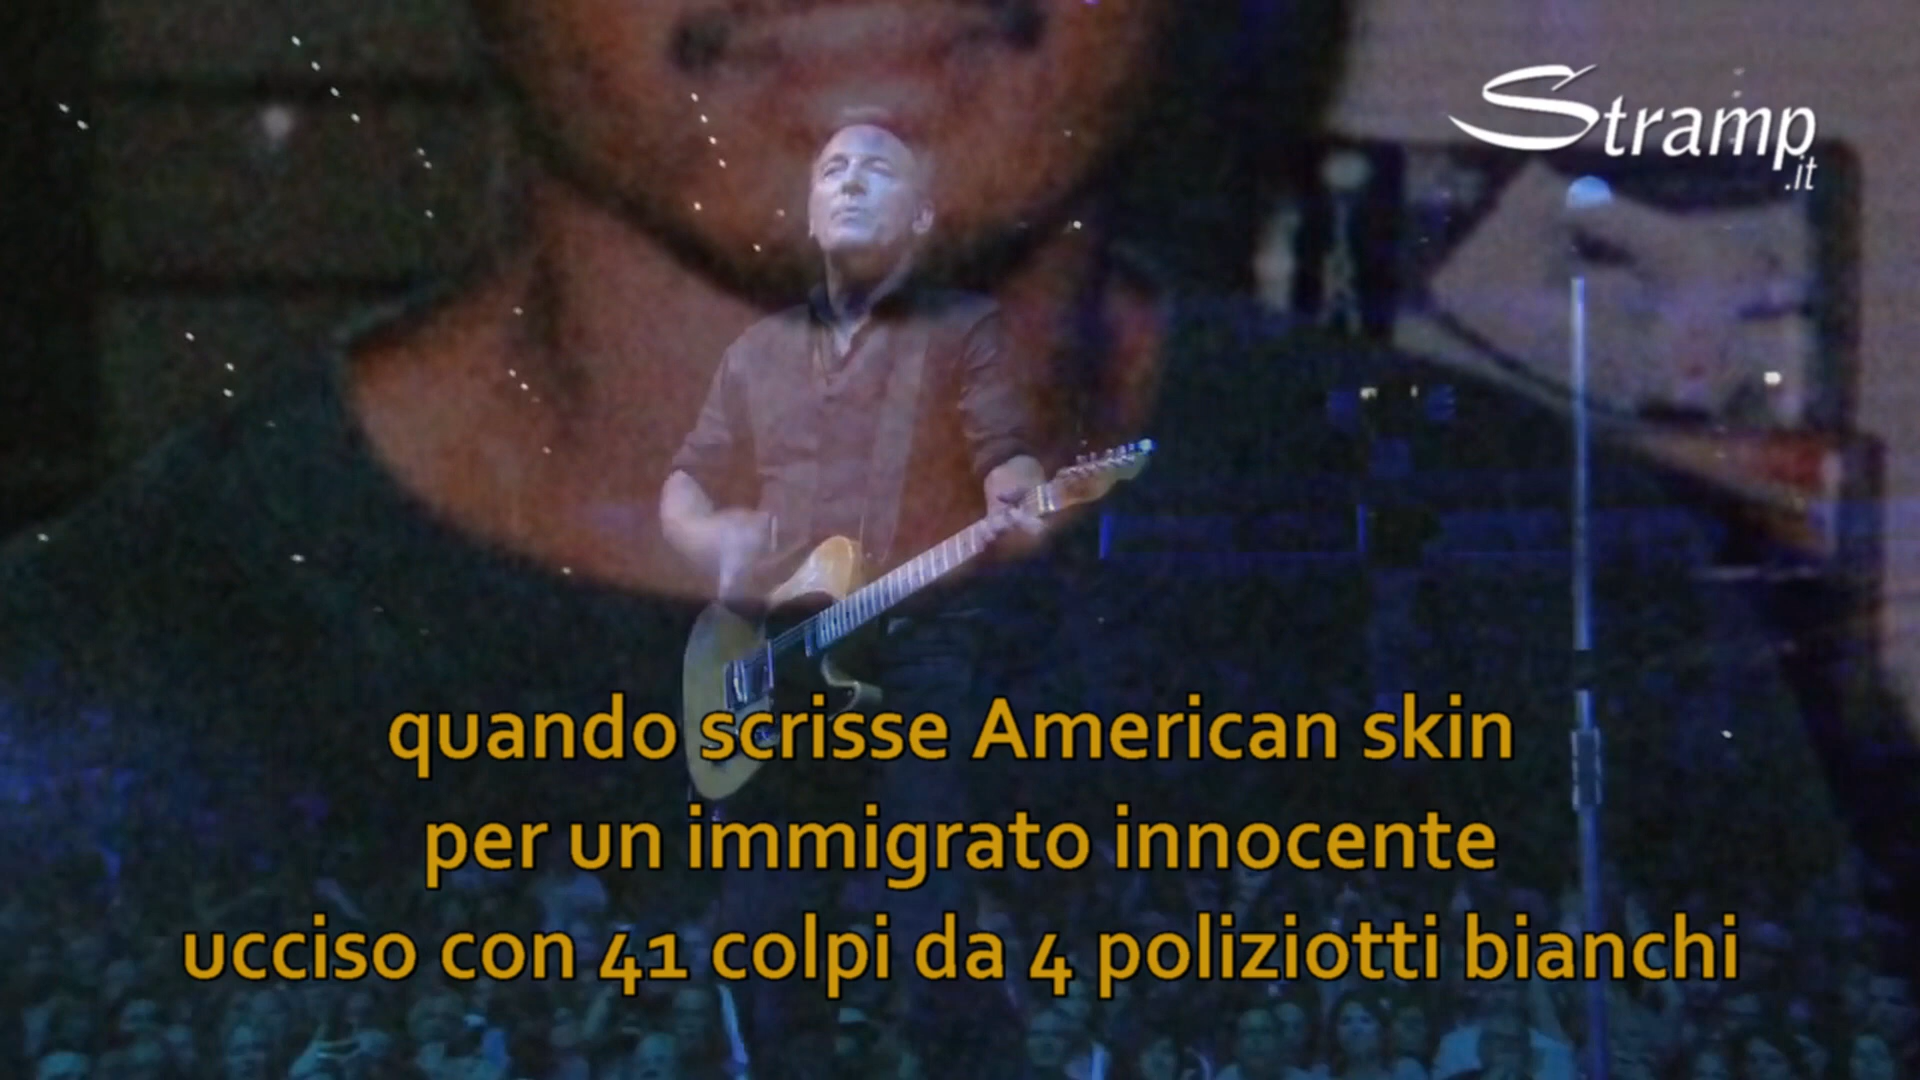 Stramp
.it
quando scrisse American skin
per un immigrato innocente
ucciso con 41 colpi da 4 poliziotti bianchi